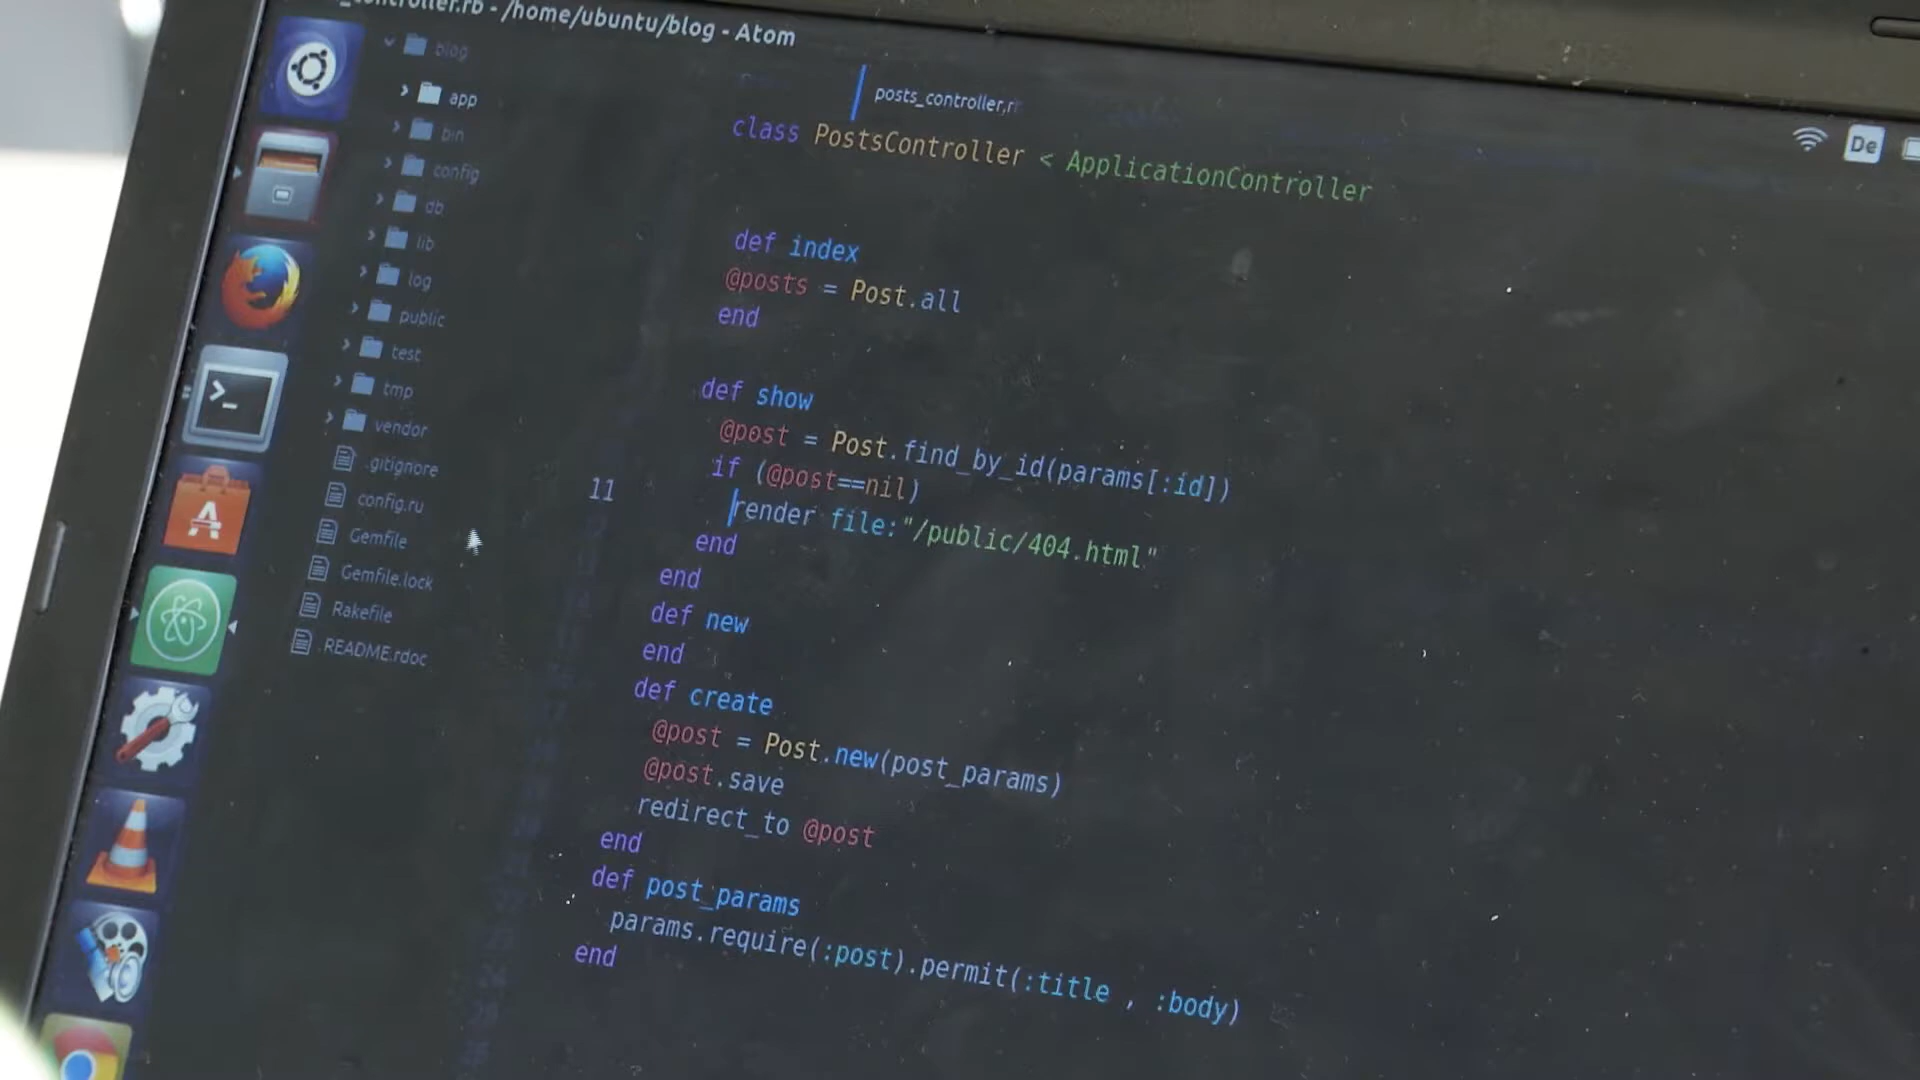 _controller.rb - /home/ubuntu/blog - Atom
De
blog
app
bin
config
db
lib
log
public
test
tmp
vendor
.gitignore
config.ru
Gemfile
Gemfile.lock
Rakefile
README.rdoc
posts_controller.r
class PostsController < ApplicationController
def index
@posts = Post.all
end
def show
@post = Post.find_by_id(params[:id])
if (@post==nil)
11 render file:"/public/404.html"
end
end
def new
end
def create
@post = Post.new(post_params)
@post.save
redirect_to @post
end
def post_params
params.require(:post).permit(:title , :body)
end